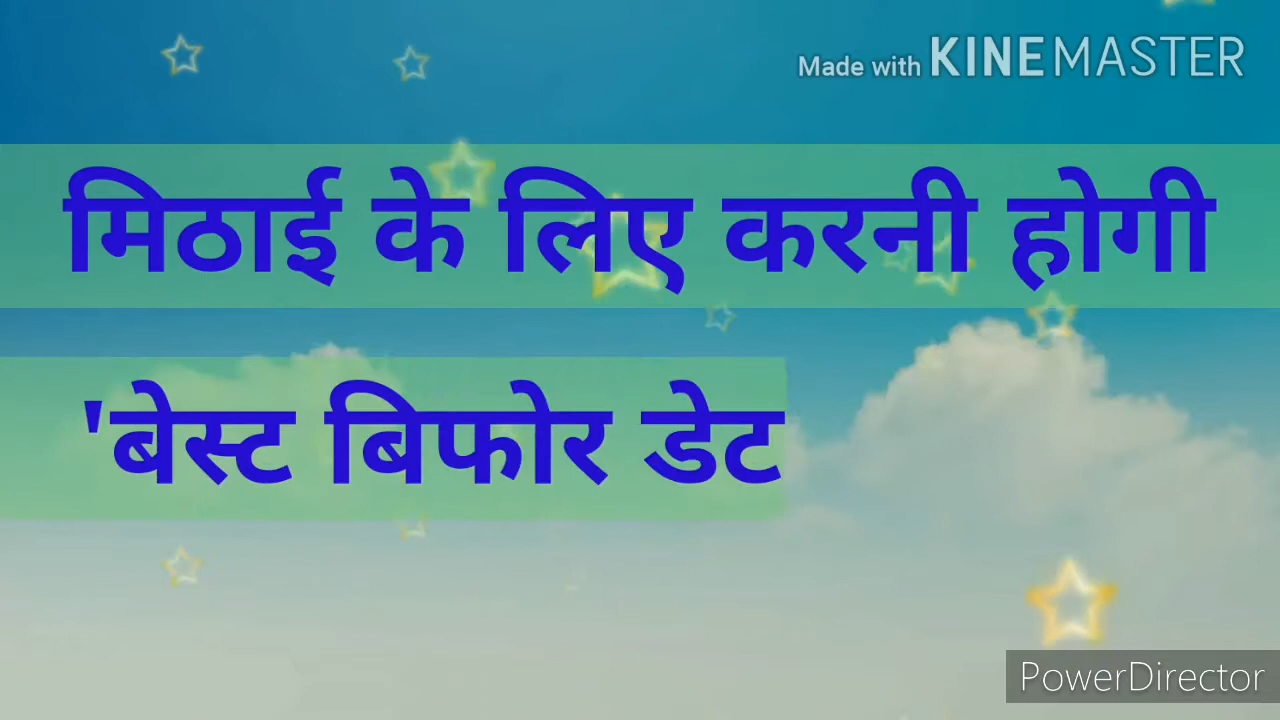 Made with KINEMASTER
मिठाई के लिए करनी होगी
'बेस्ट बिफोर डेट
PowerDirector